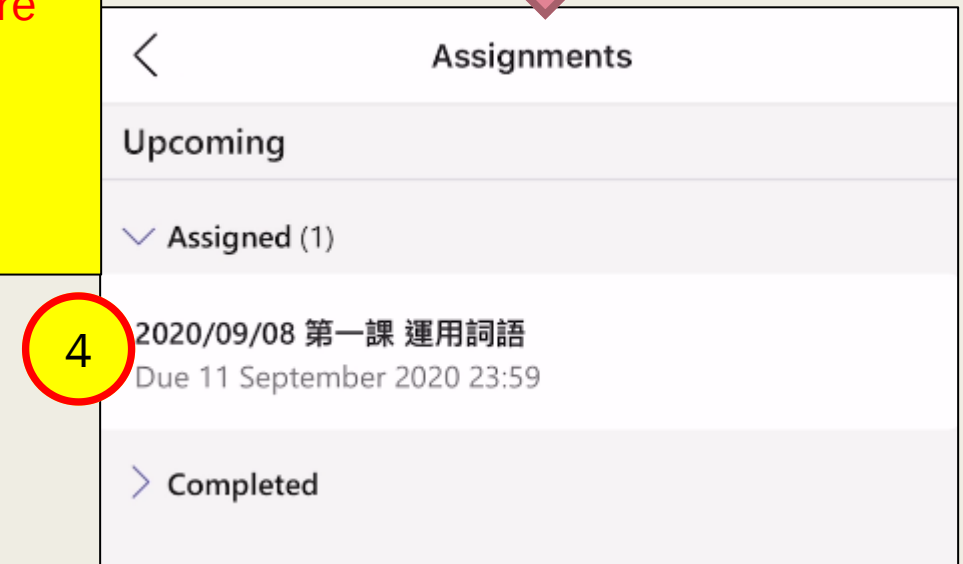 re
Assignments
Upcoming
Assigned (1)
4
2020/09/08 第一課 運用詞語
Due 11 September 2020 23:59
Completed